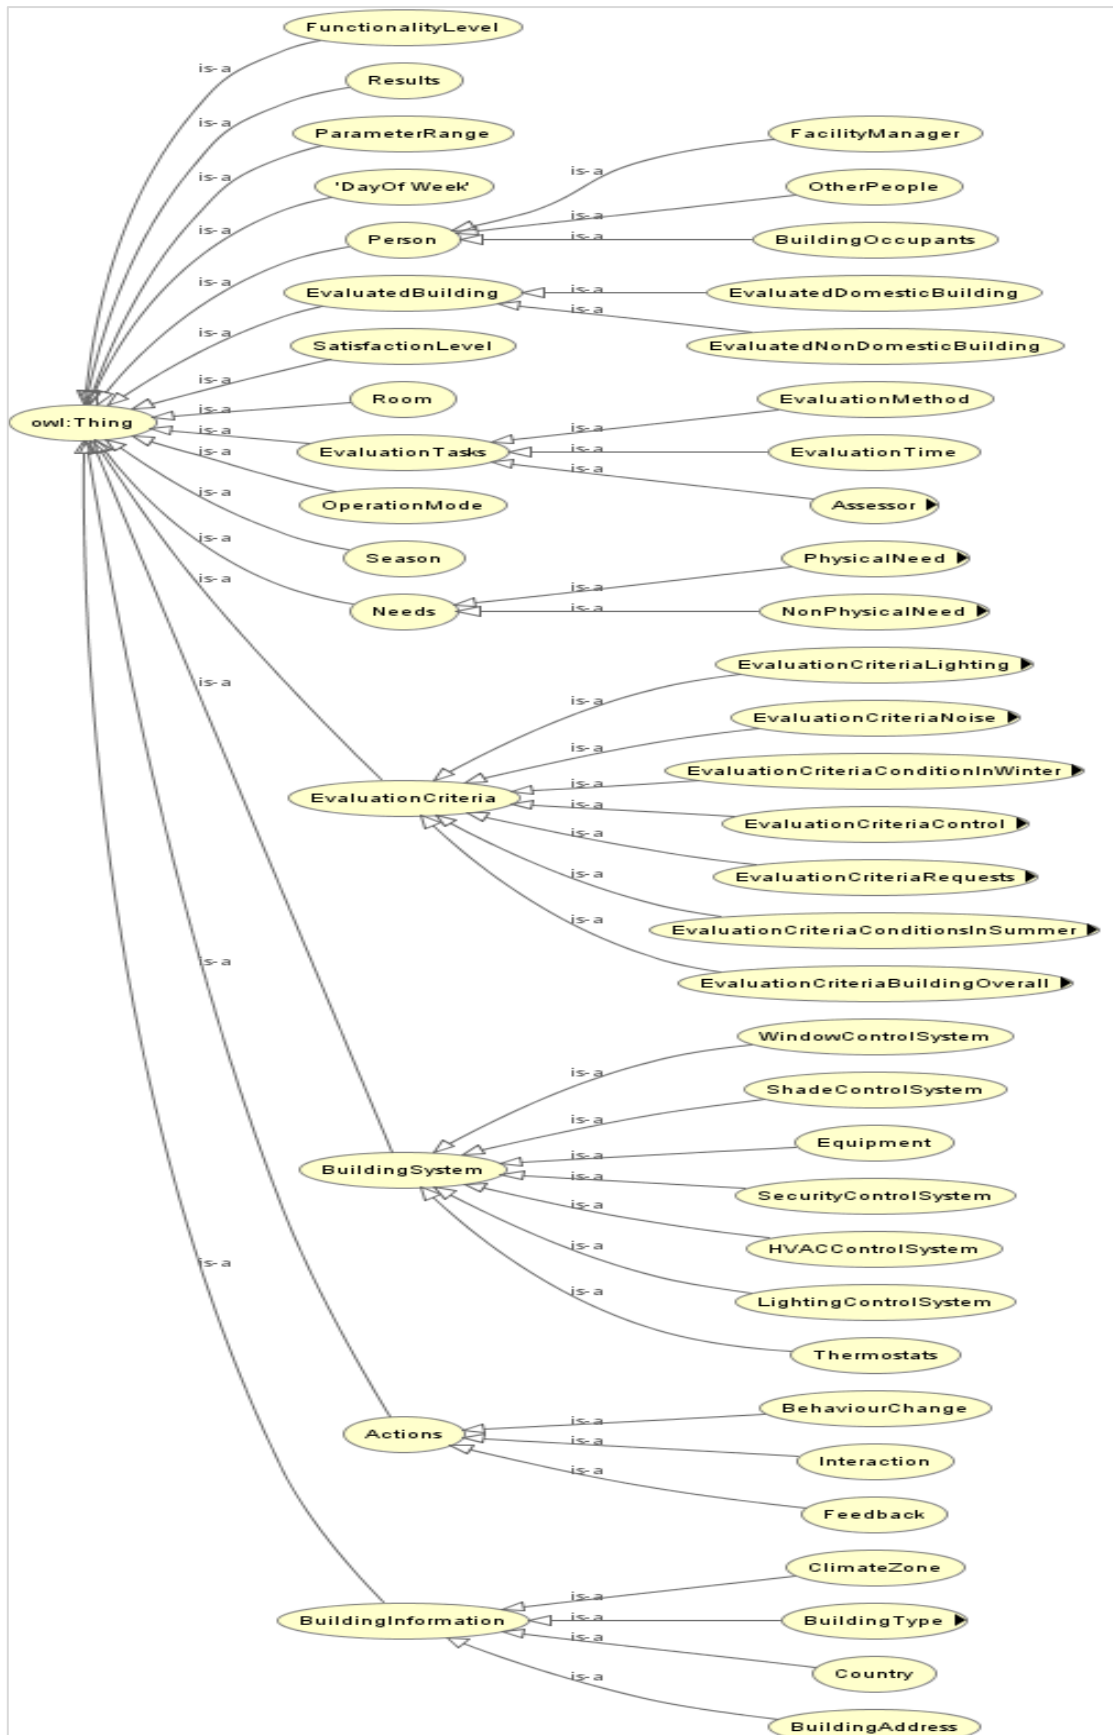 FunctionalityLevel
is-a
Results
is-a
ParameterRange
FacilityManager
is-a
is-a
'DayOf Week'
OtherPeople
is-a
is-a
Person
BuildingOccupants
is-a
is-a
EvaluatedBuilding
is-a
EvaluatedDomesticBuilding
is-a
is-a
SatisfactionLevel
EvaluatedNonDomesticBuilding
is-a
Room
EvaluationMethod
is-a
owl:Thing
is-a
is-a
EvaluationTasks
is-a
EvaluationTime
is-a
is-a
OperationMode
Assessor
is-a
Season
PhysicalNeed
is-a
is-a
is-a
Needs
is-a
NonPhysicalNeed
EvaluationCriteriaLighting
is-a
is-a
EvaluationCriteriaNoise
is-a
EvaluationCriteriaConditionInWinter
is-a
EvaluationCriteria
is-a
EvaluationCriteriaControl
is-a
EvaluationCriteriaRequests
is-a
EvaluationCriteriaConditionsInSummer
is-a
is-a
EvaluationCriteriaBuildingOverall
WindowControlSystem
is-a
ShadeControlSystem
is-a
Equipment
is-a
BuildingSystem
is-a
SecurityControlSystem
is-a
HVACControlSystem
is-a
is-a
LightingControlSystem
is-a
Thermostats
BehaviourChange
is-a
Actions
is-a
Interaction
is-a
Feedback
ClimateZone
is-a
BuildingInformation
is-a
BuildingType
is-a
Country
is-a
BuildingAddress